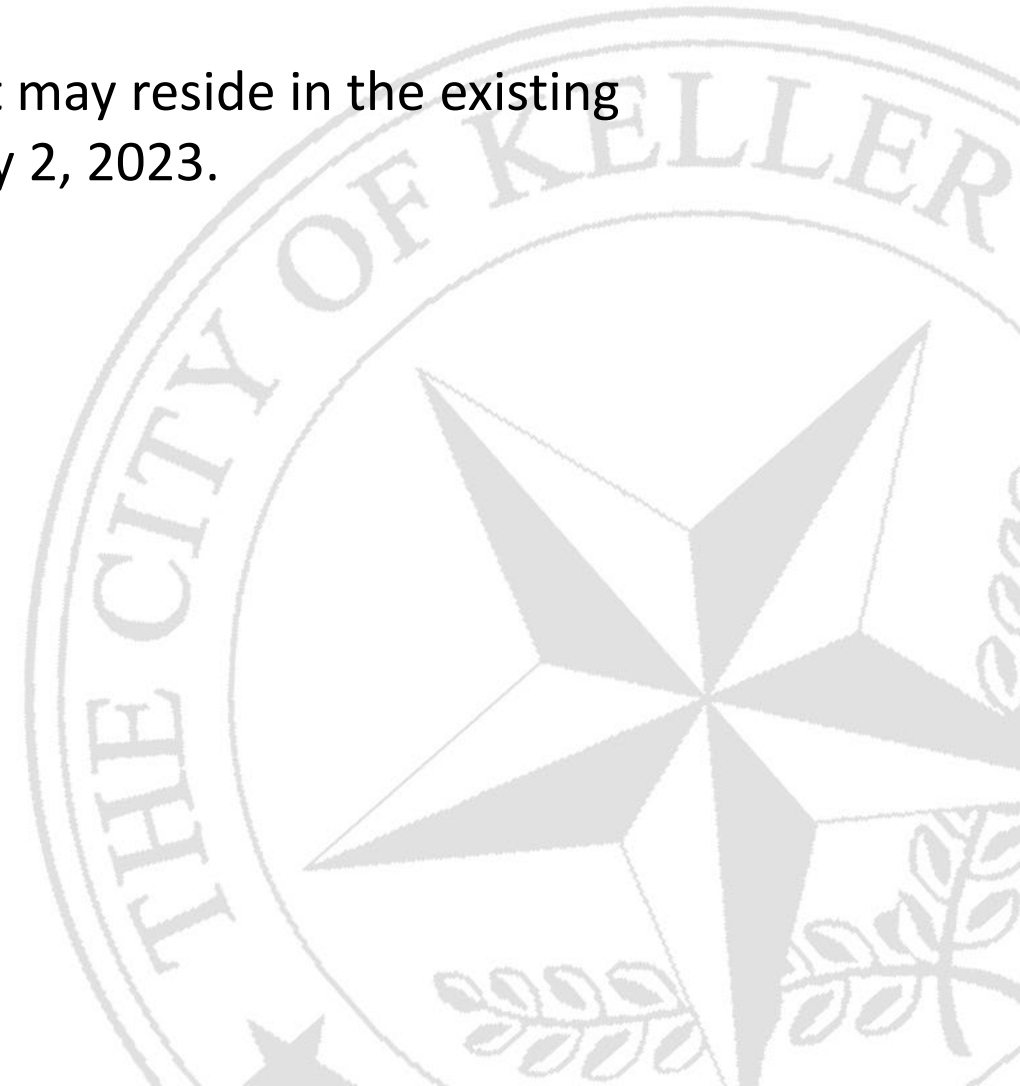 may reside in the existing
2, 2023.
THE CITY OF KELLER